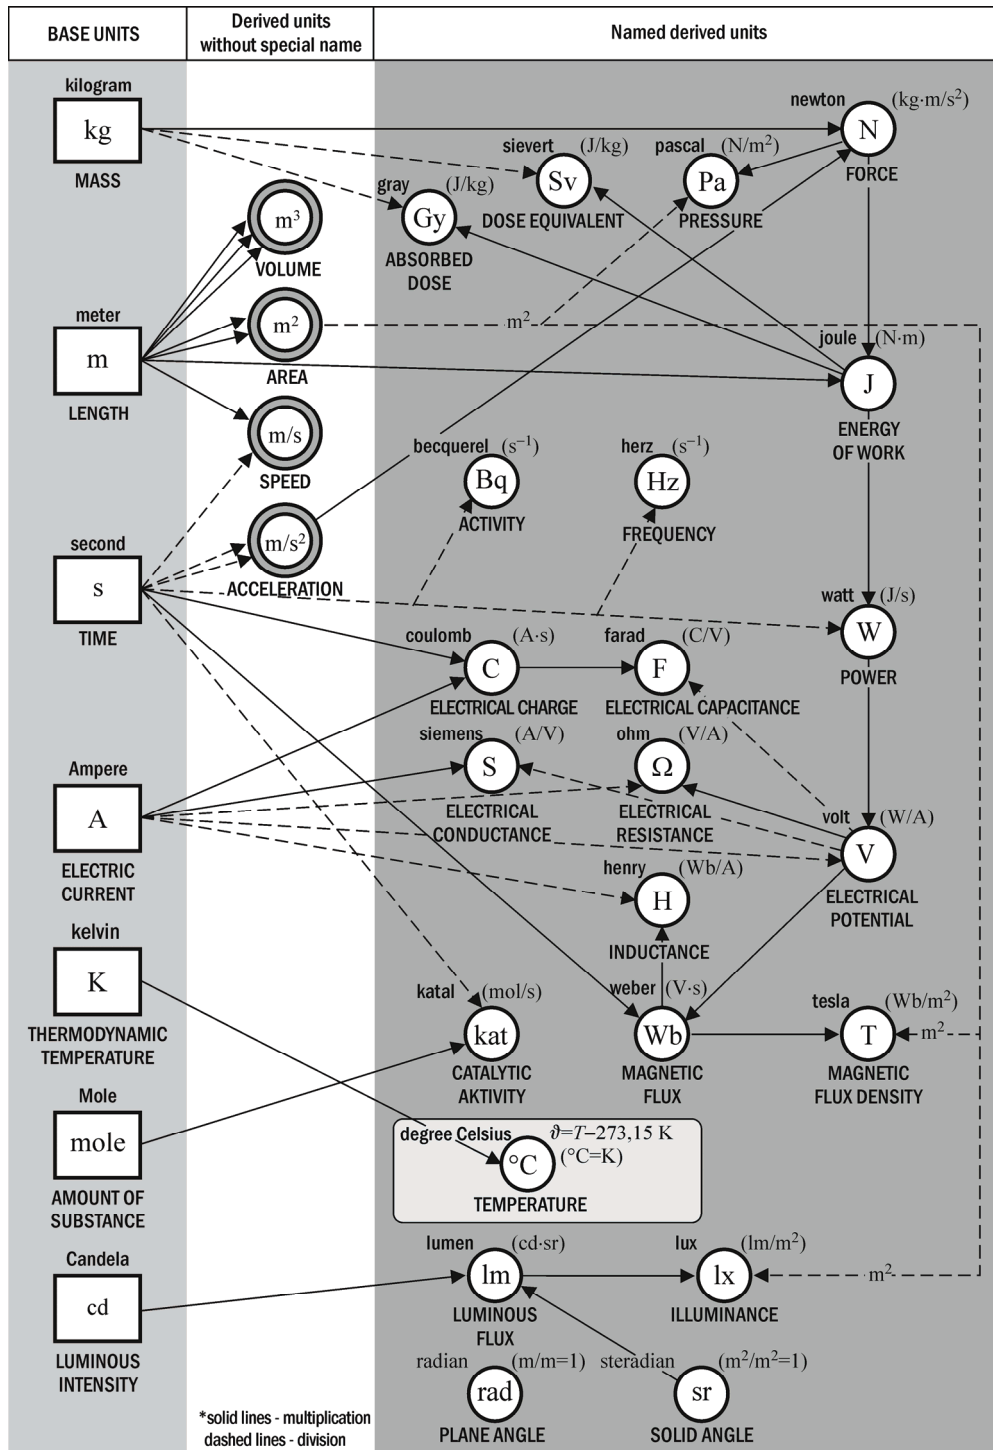 BASE UNITS
Derived units
without special name
Named derived units
kilogram
kg
MASS
newton
(kg·m/s²)
N
FORCE
sievert
(J/kg)
Sv
DOSE EQUIVALENT
pascal
(N/m²)
Pa
PRESSURE
gray
(J/kg)
Gy
ABSORBED
DOSE
m³
VOLUME
meter
m
LENGTH
m²
AREA
m²
joule
(N·m)
J
ENERGY
OF WORK
m/s
SPEED
becquerel
(s⁻¹)
Bq
ACTIVITY
herz
(s⁻¹)
Hz
FREQUENCY
second
s
TIME
m/s²
ACCELERATION
watt
(J/s)
W
POWER
coulomb
(A·s)
C
ELECTRICAL CHARGE
farad
(C/V)
F
ELECTRICAL CAPACITANCE
siemens
(A/V)
S
ELECTRICAL
CONDUCTANCE
ohm
(V/A)
Ω
ELECTRICAL
RESISTANCE
Ampere
A
ELECTRIC
CURRENT
volt
(W/A)
V
ELECTRICAL
POTENTIAL
henry
(Wb/A)
H
INDUCTANCE
kelvin
K
THERMODYNAMIC
TEMPERATURE
katal
(mol/s)
kat
CATALYTIC
AKTIVITY
weber
(V·s)
Wb
MAGNETIC
FLUX
tesla
(Wb/m²)
T
m²
MAGNETIC
FLUX DENSITY
Mole
mole
AMOUNT OF
SUBSTANCE
degree Celsius
ϑ=T−273,15 K
(°C=K)
°C
TEMPERATURE
Candela
cd
LUMINOUS
INTENSITY
lumen
(cd·sr)
lm
LUMINOUS
FLUX
lux
(lm/m²)
lx
m²
ILLUMINANCE
radian
(m/m=1)
rad
PLANE ANGLE
steradian
(m²/m²=1)
sr
SOLID ANGLE
*solid lines - multiplication
dashed lines - division